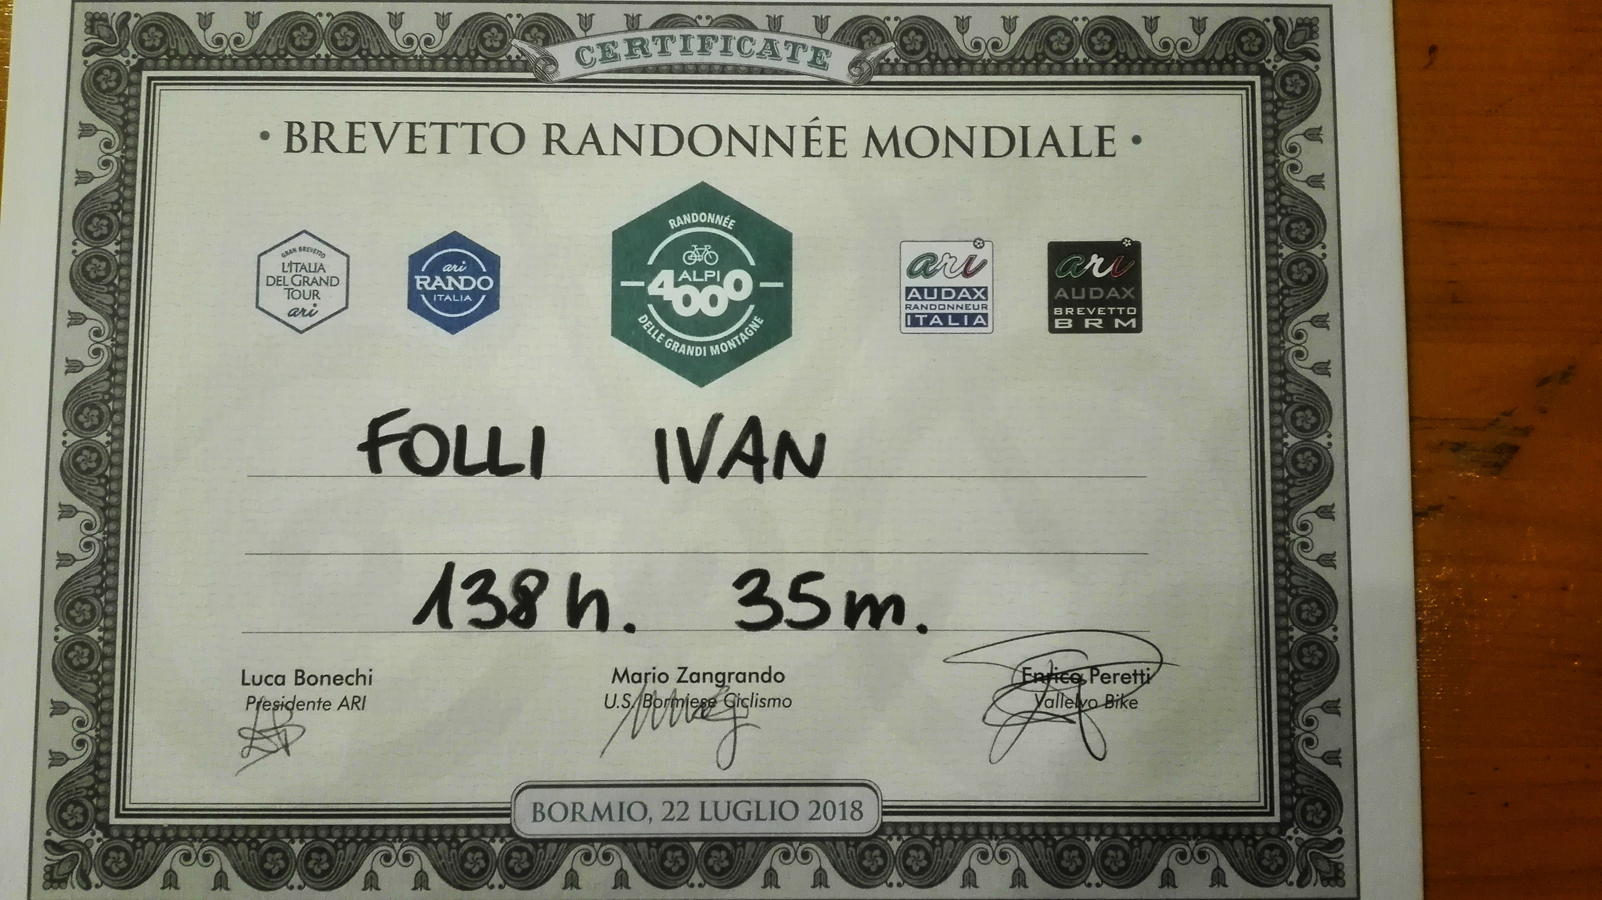 CERTIFICATE
• BREVETTO RANDONNÉE MONDIALE •
GRAN BREVETTO
L'ITALIA
DEL GRAND
TOUR
ari
ari
RANDO
ITALIA
RANDONNÉE
ALPI
4000
DELLE GRANDI MONTAGNE
ari
AUDAX
RANDONNEUR
ITALIA
ari
AUDAX
BREVETTO
BRM
FOLLI IVAN
138h. 35m.
Luca Bonechi
Presidente ARI
Mario Zangrando
U.S. Bormiese Ciclismo
Enrico Peretti
Vallelvo Bike
BORMIO, 22 LUGLIO 2018